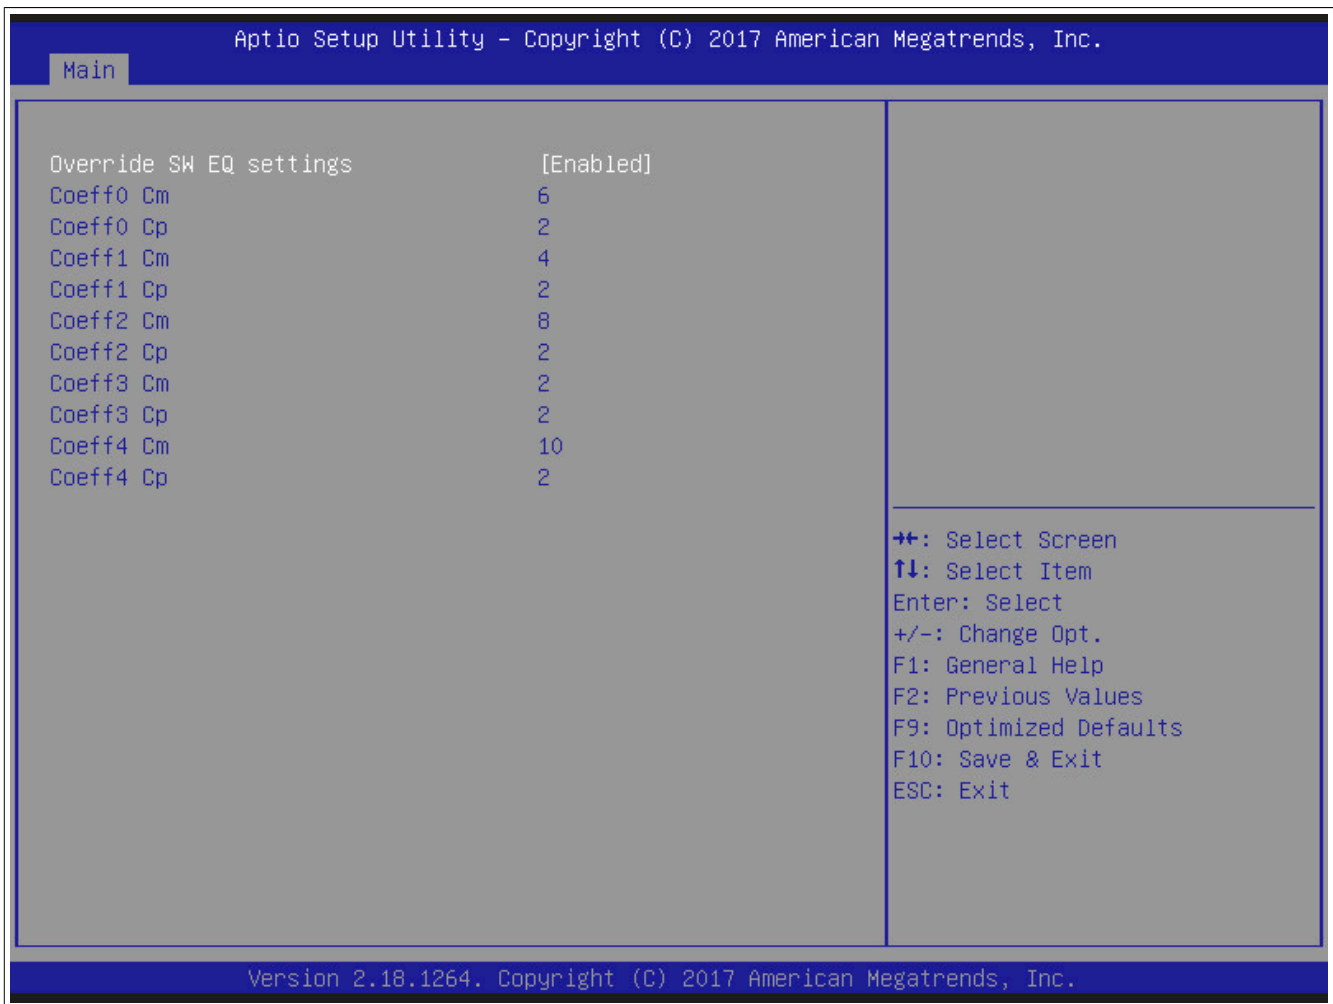 Aptio Setup Utility – Copyright (C) 2017 American Megatrends, Inc.
Main
Override SW EQ settings [Enabled]
Coeff0 Cm 6
Coeff0 Cp 2
Coeff1 Cm 4
Coeff1 Cp 2
Coeff2 Cm 8
Coeff2 Cp 2
Coeff3 Cm 2
Coeff3 Cp 2
Coeff4 Cm 10
Coeff4 Cp 2
→←: Select Screen
↑↓: Select Item
Enter: Select
+/-: Change Opt.
F1: General Help
F2: Previous Values
F9: Optimized Defaults
F10: Save & Exit
ESC: Exit
Version 2.18.1264. Copyright (C) 2017 American Megatrends, Inc.